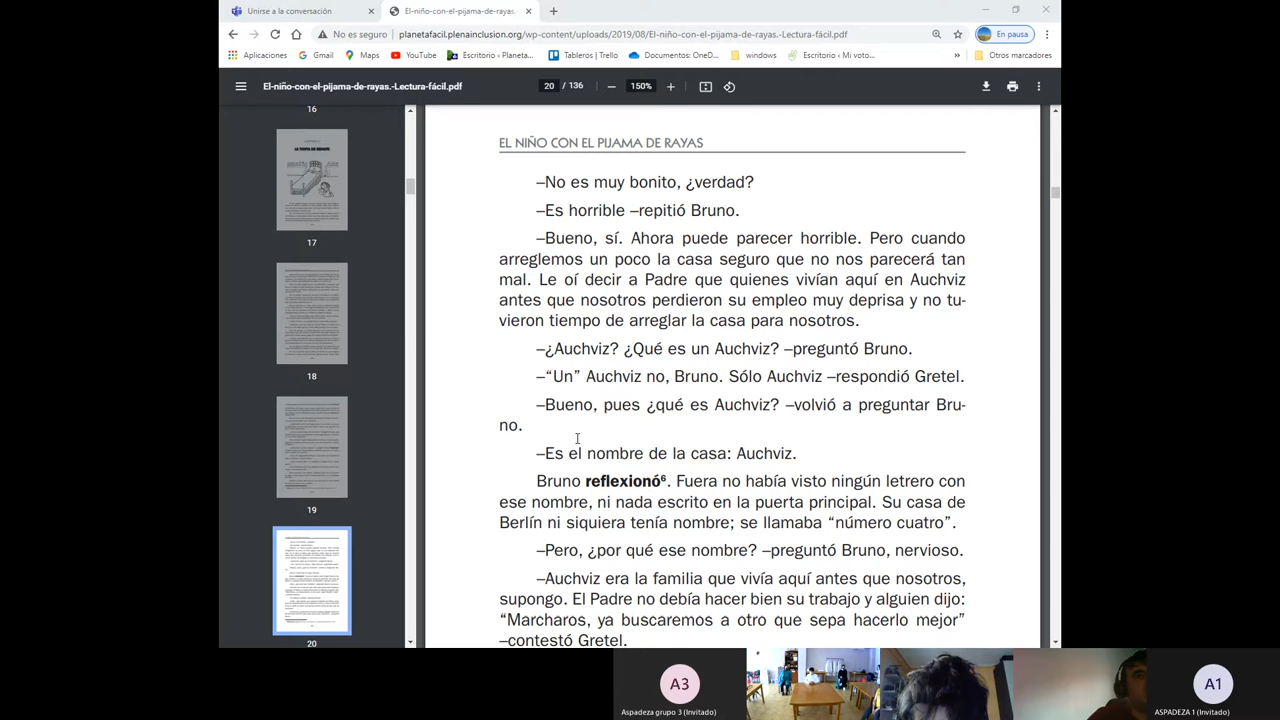 Unirse a la conversación
El-niño-con-el-pijama-de-rayas.
No es seguro
planetafacil.plenainclusion.org/wp-content/uploads/2019/08/El-niño-con-el-pijama-de-rayas.-Lectura-fácil.pdf
En pausa
Aplicaciones
Gmail
Maps
YouTube
Escritorio ‹ Planeta...
Tableros | Trello
Documentos: OneD...
windows
Escritorio ‹ Mi voto...
»
Otros marcadores
El-niño-con-el-pijama-de-rayas.-Lectura-fácil.pdf
20 / 136
150%
16
17
18
19
20
EL NIÑO CON EL PIJAMA DE RAYAS
–No es muy bonito, ¿verdad?
–Es horrible –repitió Bruno.
–Bueno, sí. Ahora puede parecer horrible. Pero cuando
arreglemos un poco la casa seguro que no nos parecerá tan
mal. Le oí decir a Padre que quienes vivían aquí en Auchviz
antes que nosotros perdieron su empleo muy deprisa y no tu-
vieron tiempo de arreglar la casa para nosotros.
–¿Auchviz? ¿Qué es un Auchviz? –preguntó Bruno.
–“Un” Auchviz no, Bruno. Sólo Auchviz –respondió Gretel.
–Bueno, pues ¿qué es Auchviz? –volvió a preguntar Bru-
no.
–Es el nombre de la casa: Auchviz.
Bruno reflexionó⁶. Fuera no había visto ningún letrero con
ese nombre, ni nada escrito en la puerta principal. Su casa de
Berlín ni siquiera tenía nombre; se llamaba “número cuatro”.
–Pero ¿por qué ese nombre? –preguntó Bruno, nervioso.
–Así se llamará la familia que vivió aquí antes que nosotros,
supongo. El Padre no debía hacer bien su trabajo y alguien dijo:
“Marcharos, ya buscaremos a otro que sepa hacerlo mejor”
–contestó Gretel.
A3
Aspadeza grupo 3 (Invitado)
A1
ASPADEZA 1 (Invitado)